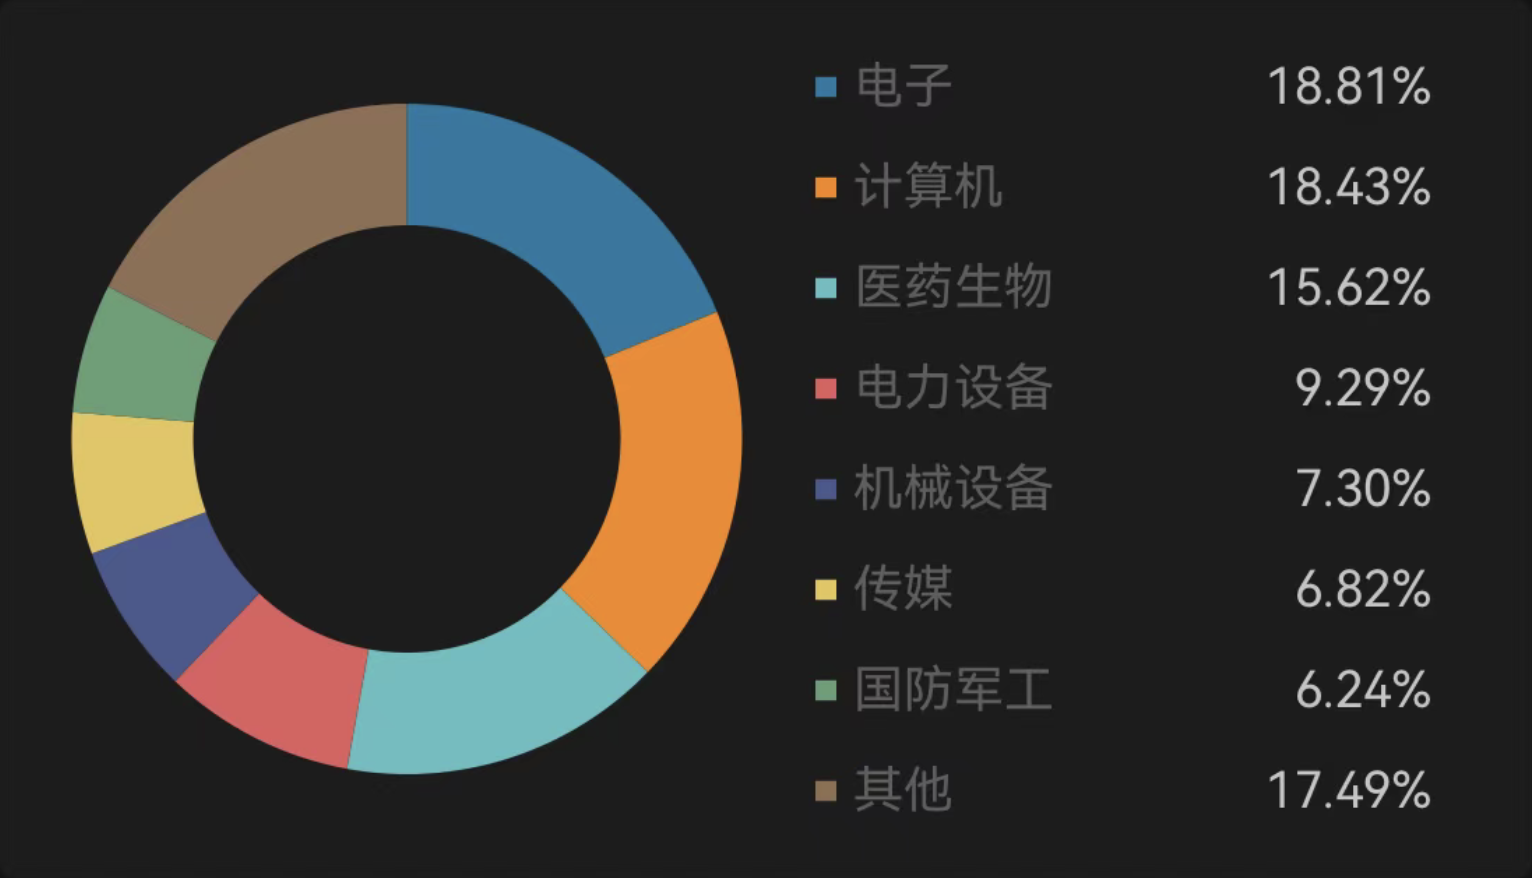 电子 18.81%
计算机 18.43%
医药生物 15.62%
电力设备 9.29%
机械设备 7.30%
传媒 6.82%
国防军工 6.24%
其他 17.49%